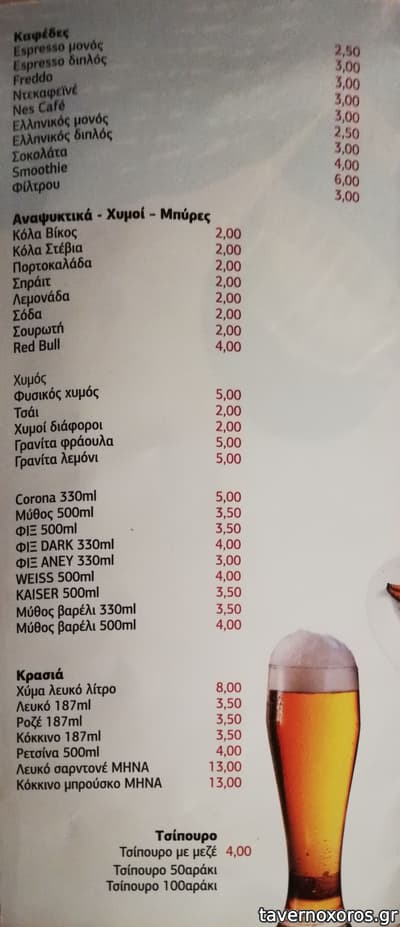 Καφέδες
Espresso μονός 2,50
Espresso διπλός 3,00
Freddo 3,00
Ντεκαφεϊνέ 3,00
Nes Café 3,00
Ελληνικός μονός 2,50
Ελληνικός διπλός 3,00
Σοκολάτα 4,00
Smoothie 6,00
Φίλτρου 3,00
Αναψυκτικά - Χυμοί – Μπύρες
Κόλα Βίκος 2,00
Κόλα Στέβια 2,00
Πορτοκαλάδα 2,00
Σπράιτ 2,00
Λεμονάδα 2,00
Σόδα 2,00
Σουρωτή 2,00
Red Bull 4,00
Χυμός
Φυσικός χυμός 5,00
Τσάι 2,00
Χυμοί διάφοροι 2,00
Γρανίτα φράουλα 5,00
Γρανίτα λεμόνι 5,00
Corona 330ml 5,00
Μύθος 500ml 3,50
ΦΙΞ 500ml 3,50
ΦΙΞ DARK 330ml 4,00
ΦΙΞ ΑΝΕΥ 330ml 3,00
WEISS 500ml 4,00
KAISER 500ml 3,50
Μύθος βαρέλι 330ml 3,50
Μύθος βαρέλι 500ml 4,00
Κρασιά
Χύμα λευκό λίτρο 8,00
Λευκό 187ml 3,50
Ροζέ 187ml 3,50
Κόκκινο 187ml 3,50
Ρετσίνα 500ml 4,00
Λευκό σαρντονέ ΜΗΝΑ 13,00
Κόκκινο μπρούσκο ΜΗΝΑ 13,00
Τσίπουρο
Τσίπουρο με μεζέ 4,00
Τσίπουρο 50αράκι
Τσίπουρο 100αράκι
tavernoxoros.gr